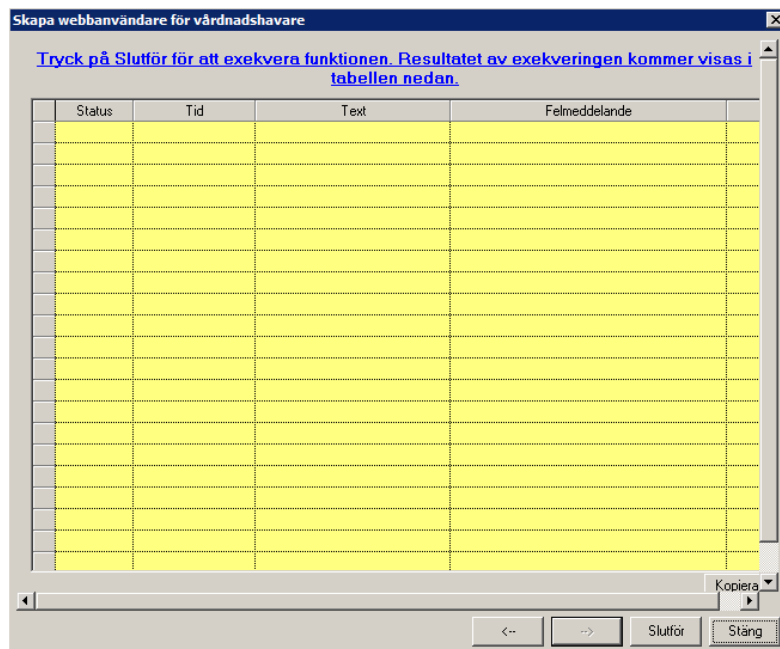 Skapa webbanvändare för vårdnadshavare
Tryck på Slutför för att exekvera funktionen. Resultatet av exekveringen kommer visas i
tabellen nedan.
Status Tid Text Felmeddelande
Kopiera
<-- --> Slutför Stäng